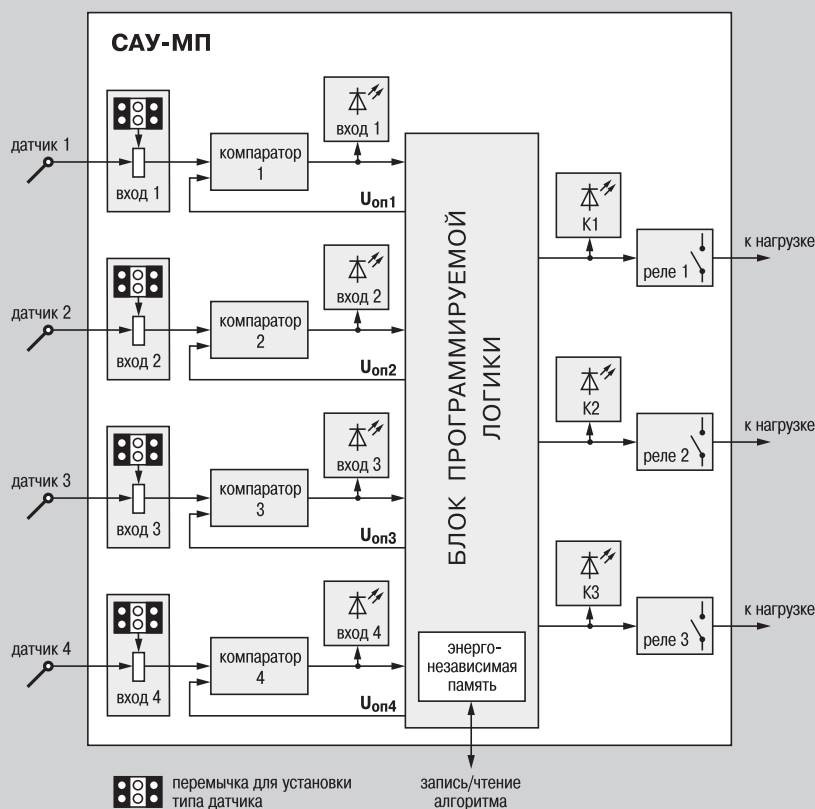 САУ-МП
датчик 1
вход 1
компаратор
1
вход 1
Uоп1
датчик 2
вход 2
компаратор
2
вход 2
Uоп2
датчик 3
вход 3
компаратор
3
вход 3
Uоп3
датчик 4
вход 4
компаратор
4
вход 4
Uоп4
БЛОК ПРОГРАММИРУЕМОЙ
ЛОГИКИ
энерго-
независимая
память
К1
реле 1
к нагрузке
К2
реле 2
к нагрузке
К3
реле 3
к нагрузке
перемычка для установки
типа датчика
запись/чтение
алгоритма